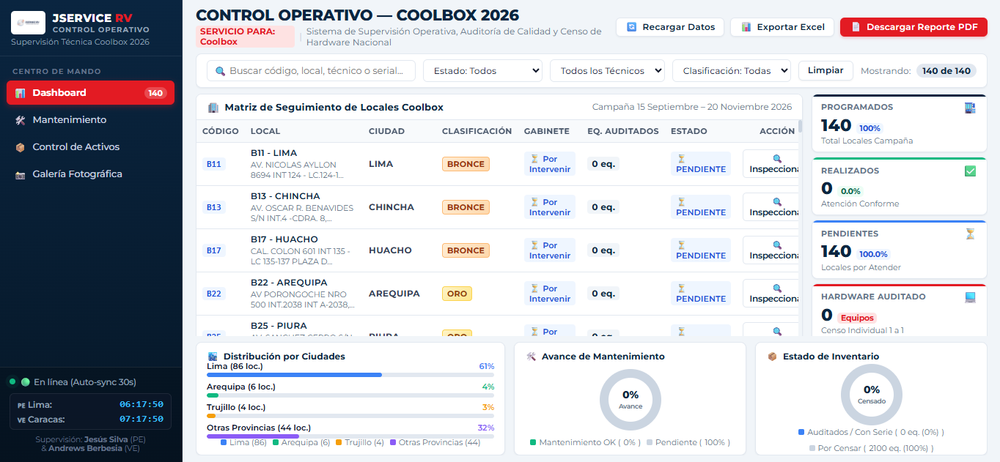 JSERVICE RV
CONTROL OPERATIVO
Supervisión Técnica Coolbox 2026
CENTRO DE MANDO
Dashboard 140
Mantenimiento
Control de Activos
Galería Fotográfica
En línea (Auto-sync 30s)
PE Lima: 06:17:50
VE Caracas: 07:17:50
Supervisión: Jesús Silva (PE)
& Andrews Berbesia (VE)
CONTROL OPERATIVO — COOLBOX 2026
SERVICIO PARA:
Coolbox
Sistema de Supervisión Operativa, Auditoría de Calidad y Censo de
Hardware Nacional
Recargar Datos
Exportar Excel
Descargar Reporte PDF
Buscar código, local, técnico o serial...
Estado: Todos
Todos los Técnicos
Clasificación: Todas
Limpiar
Mostrando: 140 de 140
Matriz de Seguimiento de Locales Coolbox
Campaña 15 Septiembre – 20 Noviembre 2026
CÓDIGO LOCAL CIUDAD CLASIFICACIÓN GABINETE EQ. AUDITADOS ESTADO ACCIÓN
B11
B11 - LIMA
AV. NICOLAS AYLLON
8694 INT 124 - LC.124-1...
LIMA
BRONCE
Por
Intervenir
0 eq.
PENDIENTE
Inspecciona
B13
B13 - CHINCHA
AV. OSCAR R. BENAVIDES
S/N INT.4 -CDRA. 8,...
CHINCHA
BRONCE
Por
Intervenir
0 eq.
PENDIENTE
Inspecciona
B17
B17 - HUACHO
CAL. COLON 601 INT 135 -
LC 135-137 PLAZA D...
HUACHO
BRONCE
Por
Intervenir
0 eq.
PENDIENTE
Inspecciona
B22
B22 - AREQUIPA
AV PORONGOCHE NRO
500 INT.2038 INT A-2038,...
AREQUIPA
ORO
Por
Intervenir
0 eq.
PENDIENTE
Inspecciona
B25
B25 - PIURA
PIURA
ORO
Por
0 eq.
PROGRAMADOS
140 100%
Total Locales Campaña
REALIZADOS
0 0.0%
Atención Conforme
PENDIENTES
140 100.0%
Locales por Atender
HARDWARE AUDITADO
0 Equipos
Censo Individual 1 a 1
Distribución por Ciudades
Lima (86 loc.) 61%
Arequipa (6 loc.) 4%
Trujillo (4 loc.) 3%
Otras Provincias (44 loc.) 32%
Lima (86) Arequipa (6) Trujillo (4) Otras Provincias (44)
Avance de Mantenimiento
0%
Avance
Mantenimiento OK ( 0% ) Pendiente ( 100% )
Estado de Inventario
0%
Censado
Auditados / Con Serie ( 0 eq. (0%) )
Por Censar ( 2100 eq. (100%) )